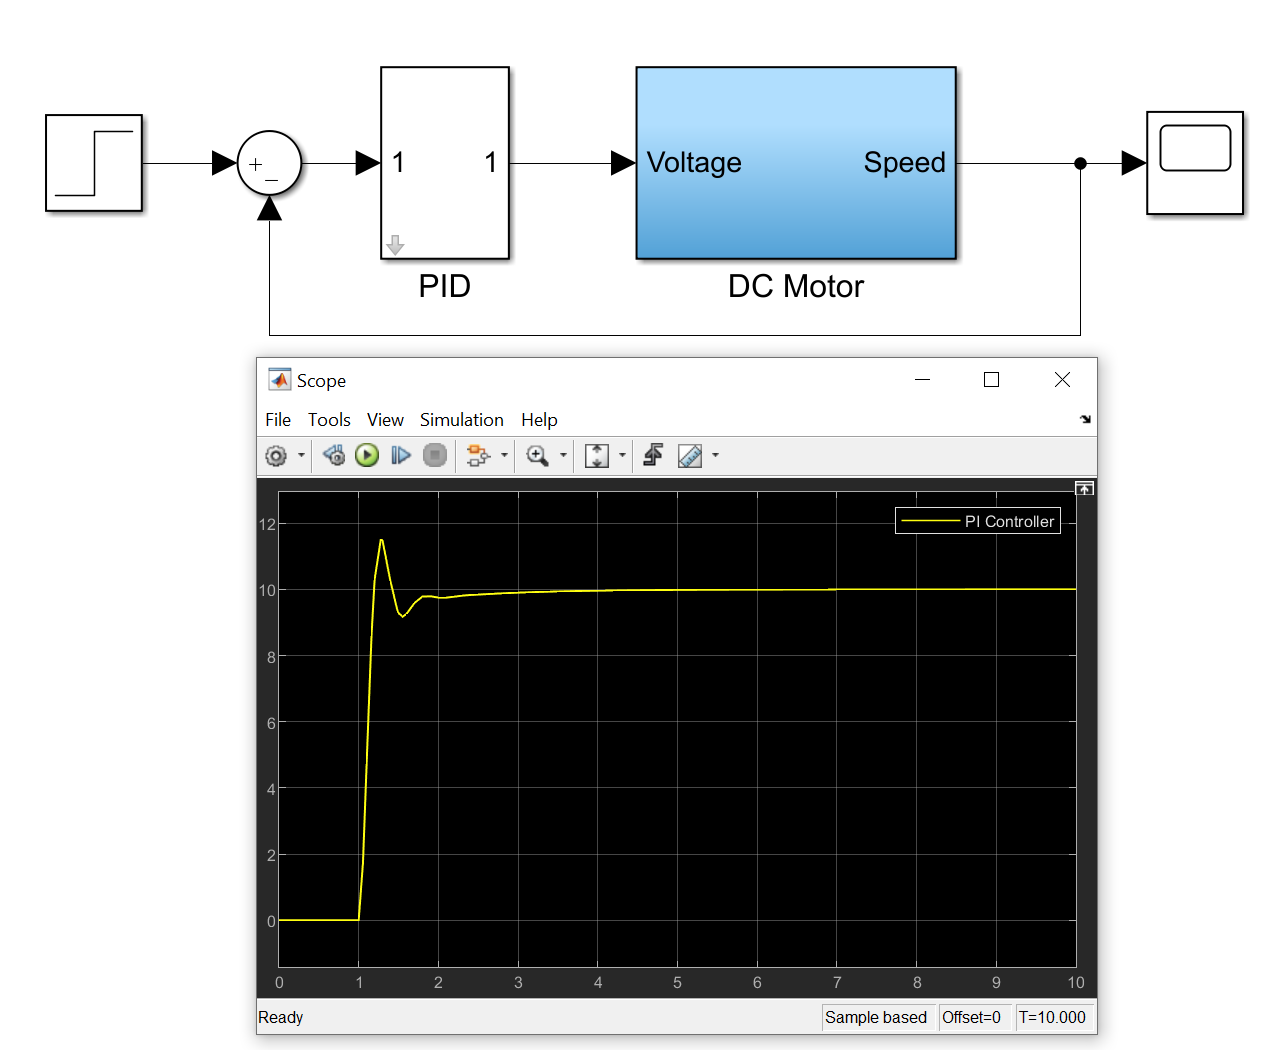 +
−
1 1
Voltage Speed
PID
DC Motor
Scope
File Tools View Simulation Help
PI Controller
12
10
8
6
4
2
0
0 1 2 3 4 5 6 7 8 9 10
Ready
Sample based Offset=0 T=10.000